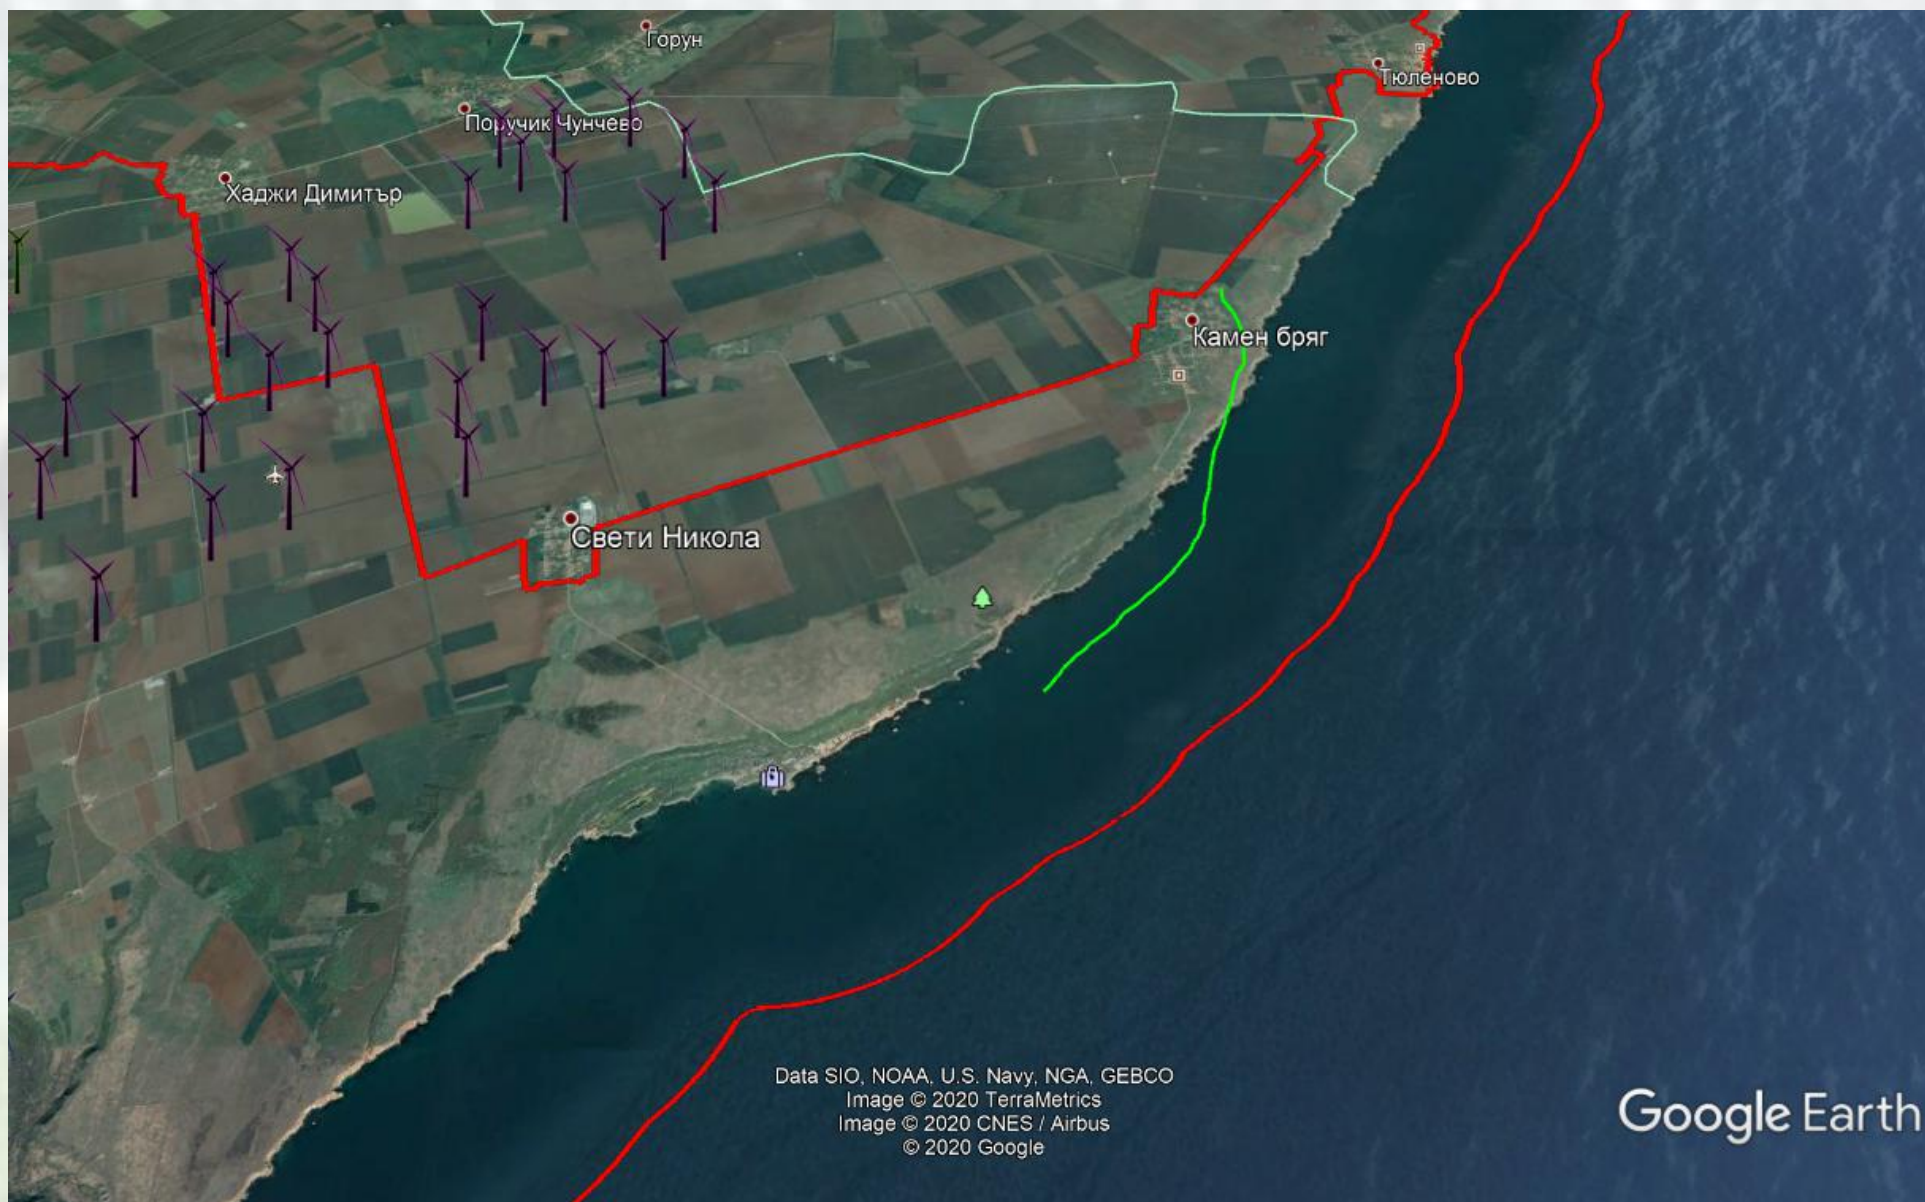 Горун
Тюленово
Поручик Чунчево
Хаджи Димитър
Камен бряг
Свети Никола
Data SIO, NOAA, U.S. Navy, NGA, GEBCO
Image © 2020 TerraMetrics
Image © 2020 CNES / Airbus
© 2020 Google
Google Earth